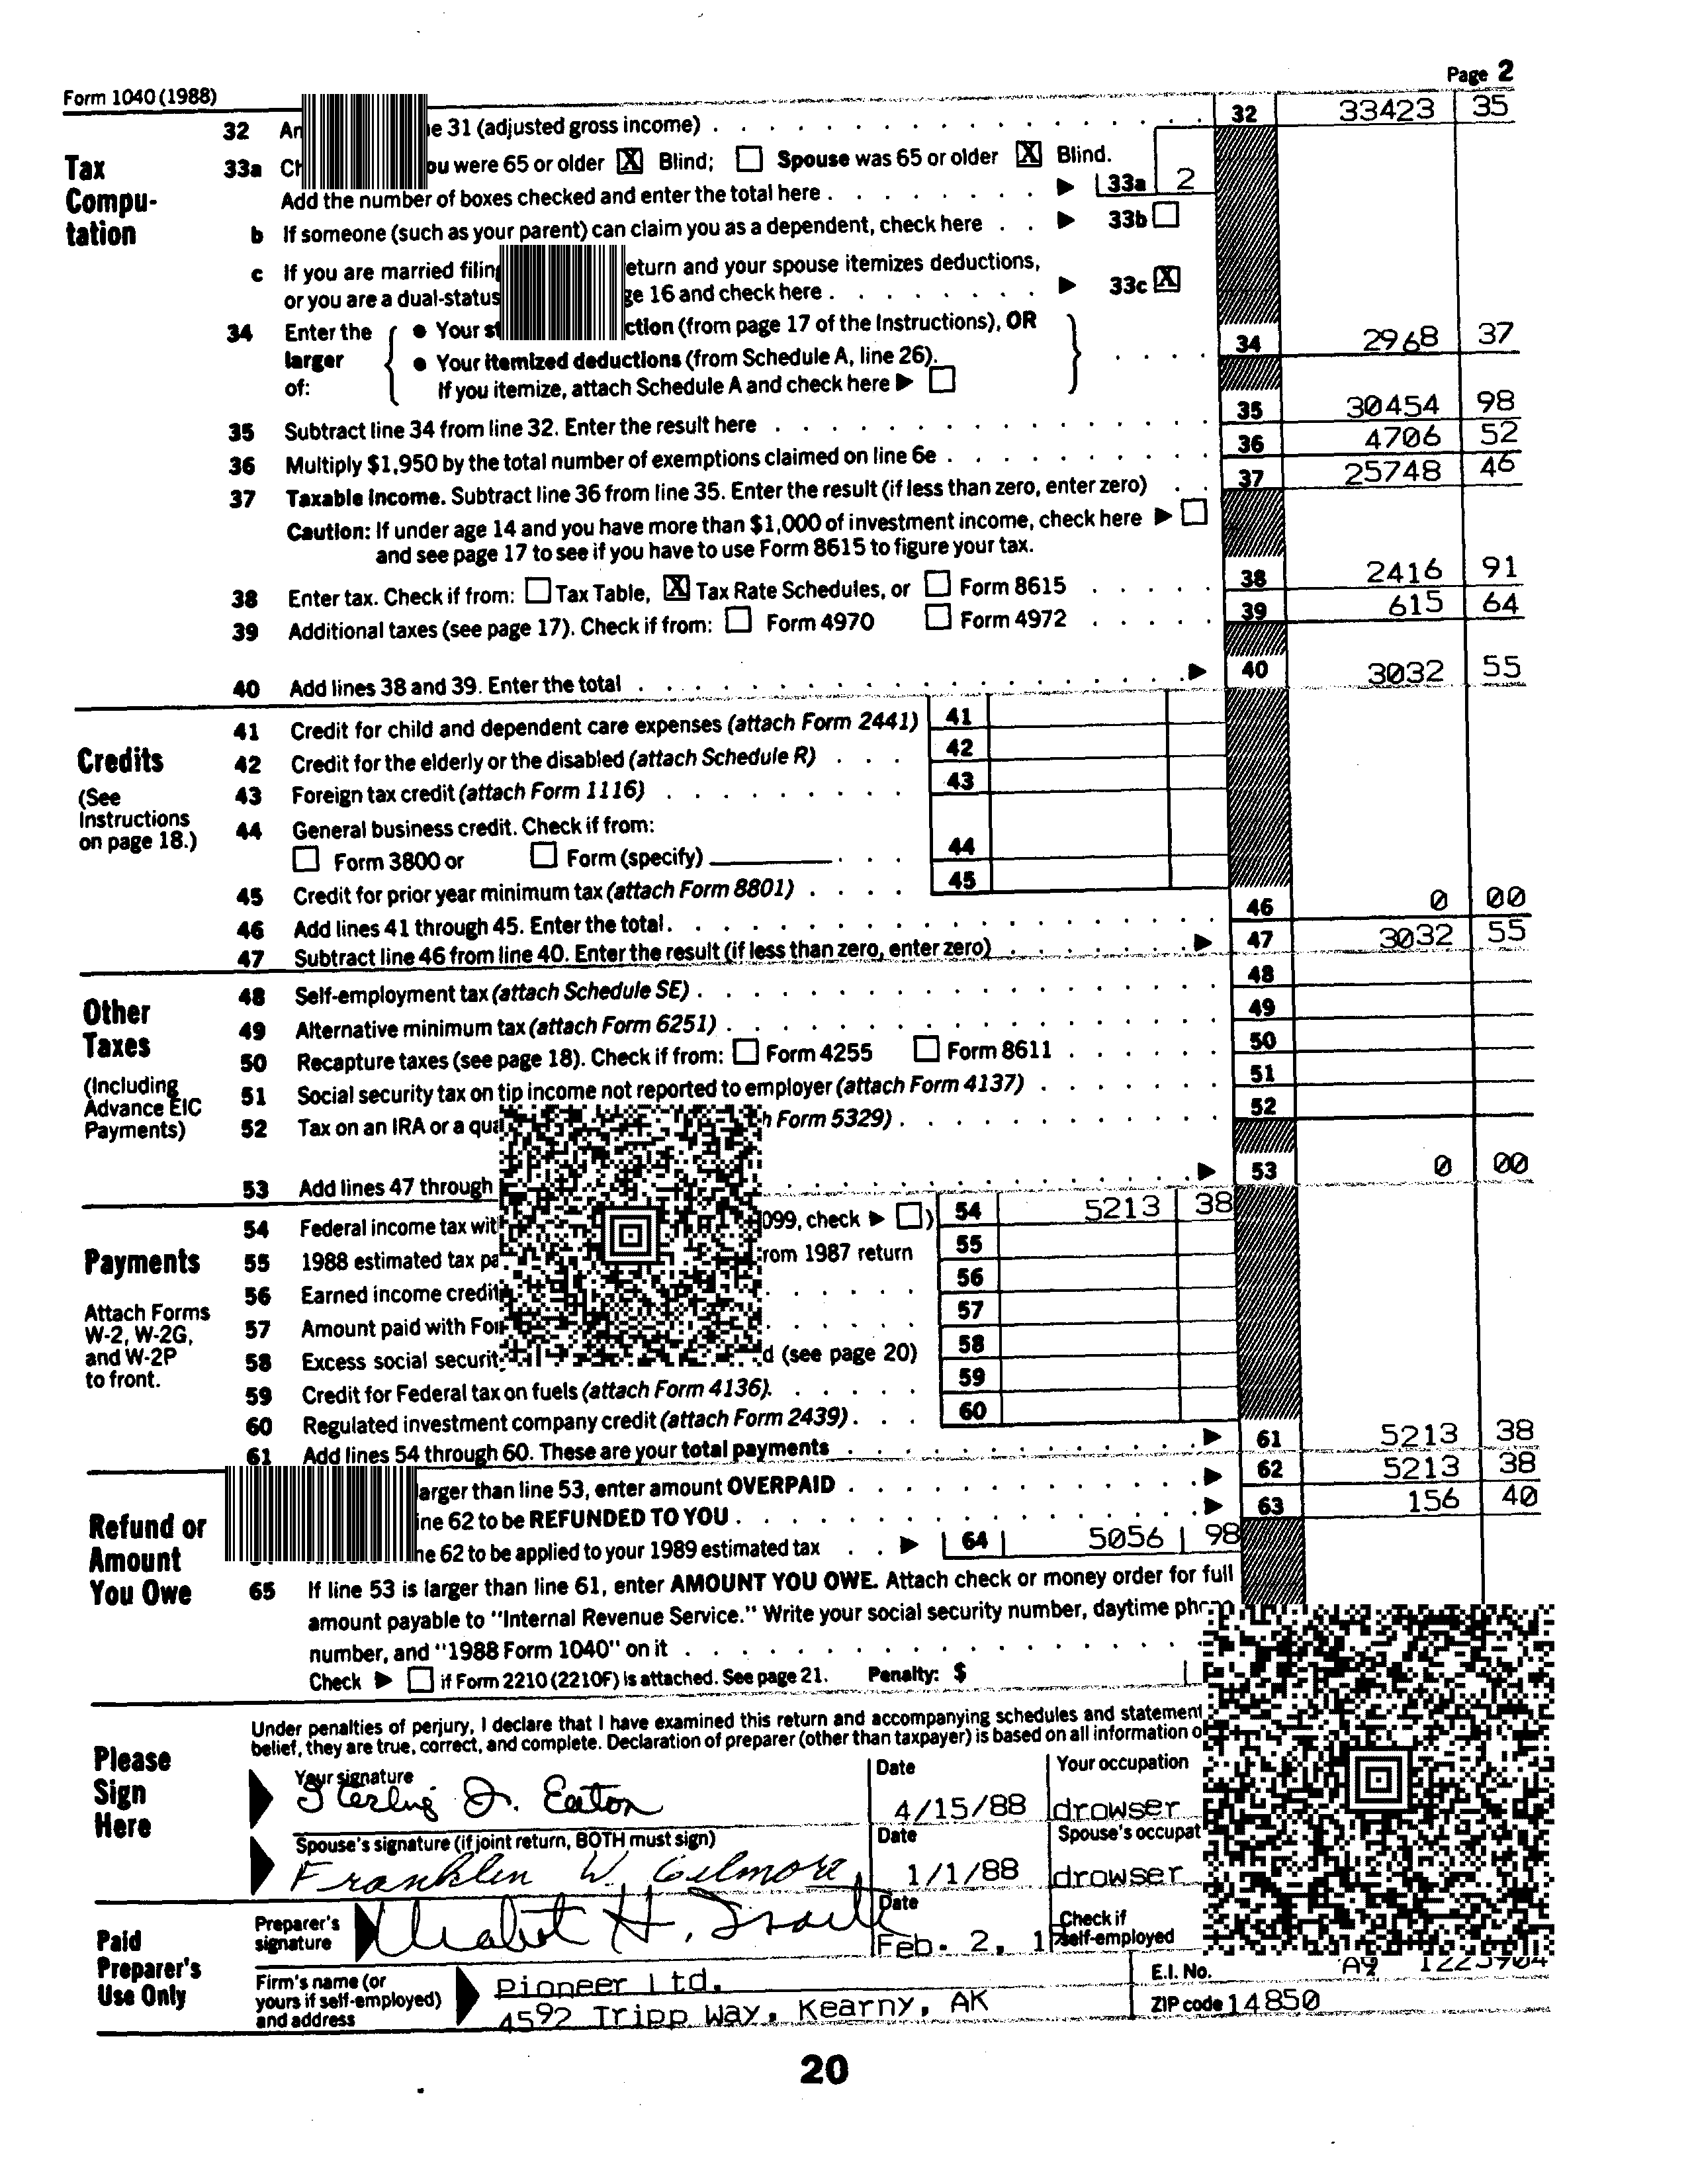 Form 1040 (1988)
Page 2
32 An e 31 (adjusted gross income) 32 33423 35
Tax Compu- tation
33a Ch ou were 65 or older [X] Blind; [ ] Spouse was 65 or older [X] Blind.
Add the number of boxes checked and enter the total here 33a 2
b If someone (such as your parent) can claim you as a dependent, check here 33b [ ]
c If you are married filing eturn and your spouse itemizes deductions,
or you are a dual-status ge 16 and check here 33c [X]
34 Enter the larger of: { • Your st ction (from page 17 of the Instructions), OR
• Your itemized deductions (from Schedule A, line 26). } 34 2968 37
If you itemize, attach Schedule A and check here ▶ [ ]
35 Subtract line 34 from line 32. Enter the result here 35 30454 98
36 Multiply $1,950 by the total number of exemptions claimed on line 6e 36 4706 52
37 Taxable income. Subtract line 36 from line 35. Enter the result (if less than zero, enter zero) 37 25748 46
Caution: If under age 14 and you have more than $1,000 of investment income, check here ▶ [ ]
and see page 17 to see if you have to use Form 8615 to figure your tax.
38 Enter tax. Check if from: [ ] Tax Table, [X] Tax Rate Schedules, or [ ] Form 8615 38 2416 91
39 Additional taxes (see page 17). Check if from: [ ] Form 4970 [ ] Form 4972 39 615 64
40 Add lines 38 and 39. Enter the total ▶ 40 3032 55
Credits
(See Instructions on page 18.)
41 Credit for child and dependent care expenses (attach Form 2441) 41
42 Credit for the elderly or the disabled (attach Schedule R) 42
43 Foreign tax credit (attach Form 1116) 43
44 General business credit. Check if from:
[ ] Form 3800 or [ ] Form (specify) 44
45 Credit for prior year minimum tax (attach Form 8801) 45
46 Add lines 41 through 45. Enter the total. 46 0 00
47 Subtract line 46 from line 40. Enter the result (if less than zero, enter zero) ▶ 47 3032 55
Other Taxes
(Including Advance EIC Payments)
48 Self-employment tax (attach Schedule SE) 48
49 Alternative minimum tax (attach Form 6251) 49
50 Recapture taxes (see page 18). Check if from: [ ] Form 4255 [ ] Form 8611 50
51 Social security tax on tip income not reported to employer (attach Form 4137) 51
52 Tax on an IRA or a qua h Form 5329) 52
53 Add lines 47 through ▶ 53 0 00
Payments
Attach Forms W-2, W-2G, and W-2P to front.
54 Federal income tax wit 099, check ▶ [ ]) 54 5213 38
55 1988 estimated tax pa rom 1987 return 55
56 Earned income credit 56
57 Amount paid with For 57
58 Excess social securit d (see page 20) 58
59 Credit for Federal tax on fuels (attach Form 4136). 59
60 Regulated investment company credit (attach Form 2439) 60
61 Add lines 54 through 60. These are your total payments ▶ 61 5213 38
Refund or Amount You Owe
arger than line 53, enter amount OVERPAID ▶ 62 5213 38
ine 62 to be REFUNDED TO YOU ▶ 63 156 40
ne 62 to be applied to your 1989 estimated tax ▶ 64 5056 98
65 If line 53 is larger than line 61, enter AMOUNT YOU OWE. Attach check or money order for full
amount payable to "Internal Revenue Service." Write your social security number, daytime phone
number, and "1988 Form 1040" on it
Check ▶ [ ] if Form 2210 (2210F) is attached. See page 21. Penalty: $
Please Sign Here
Under penalties of perjury, I declare that I have examined this return and accompanying schedules and statement
belief, they are true, correct, and complete. Declaration of preparer (other than taxpayer) is based on all information o
Your signature Date Your occupation
Sterling Jr. Eaton 4/15/88 drowser
Spouse's signature (if joint return, BOTH must sign) Date Spouse's occupat
Franklin W. Gilmore 1/1/88 drowser
Paid Preparer's Use Only
Preparer's signature Date Check if self-employed
H. Feb. 2, 1
Firm's name (or yours if self-employed) and address
Pioneer Ltd. E.I. No.
4592 Tripp Way, Kearny, AK ZIP code 14850
20